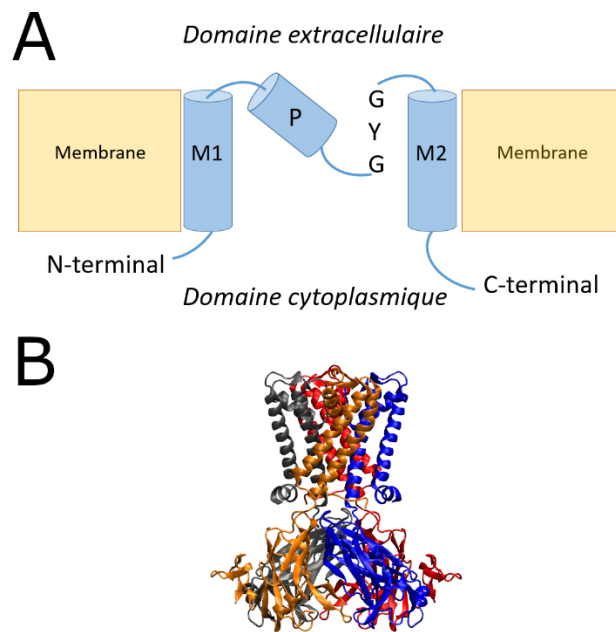 A
Domaine extracellulaire
G
Y
G
P
Membrane
M1
M2
Membrane
N-terminal
C-terminal
Domaine cytoplasmique
B